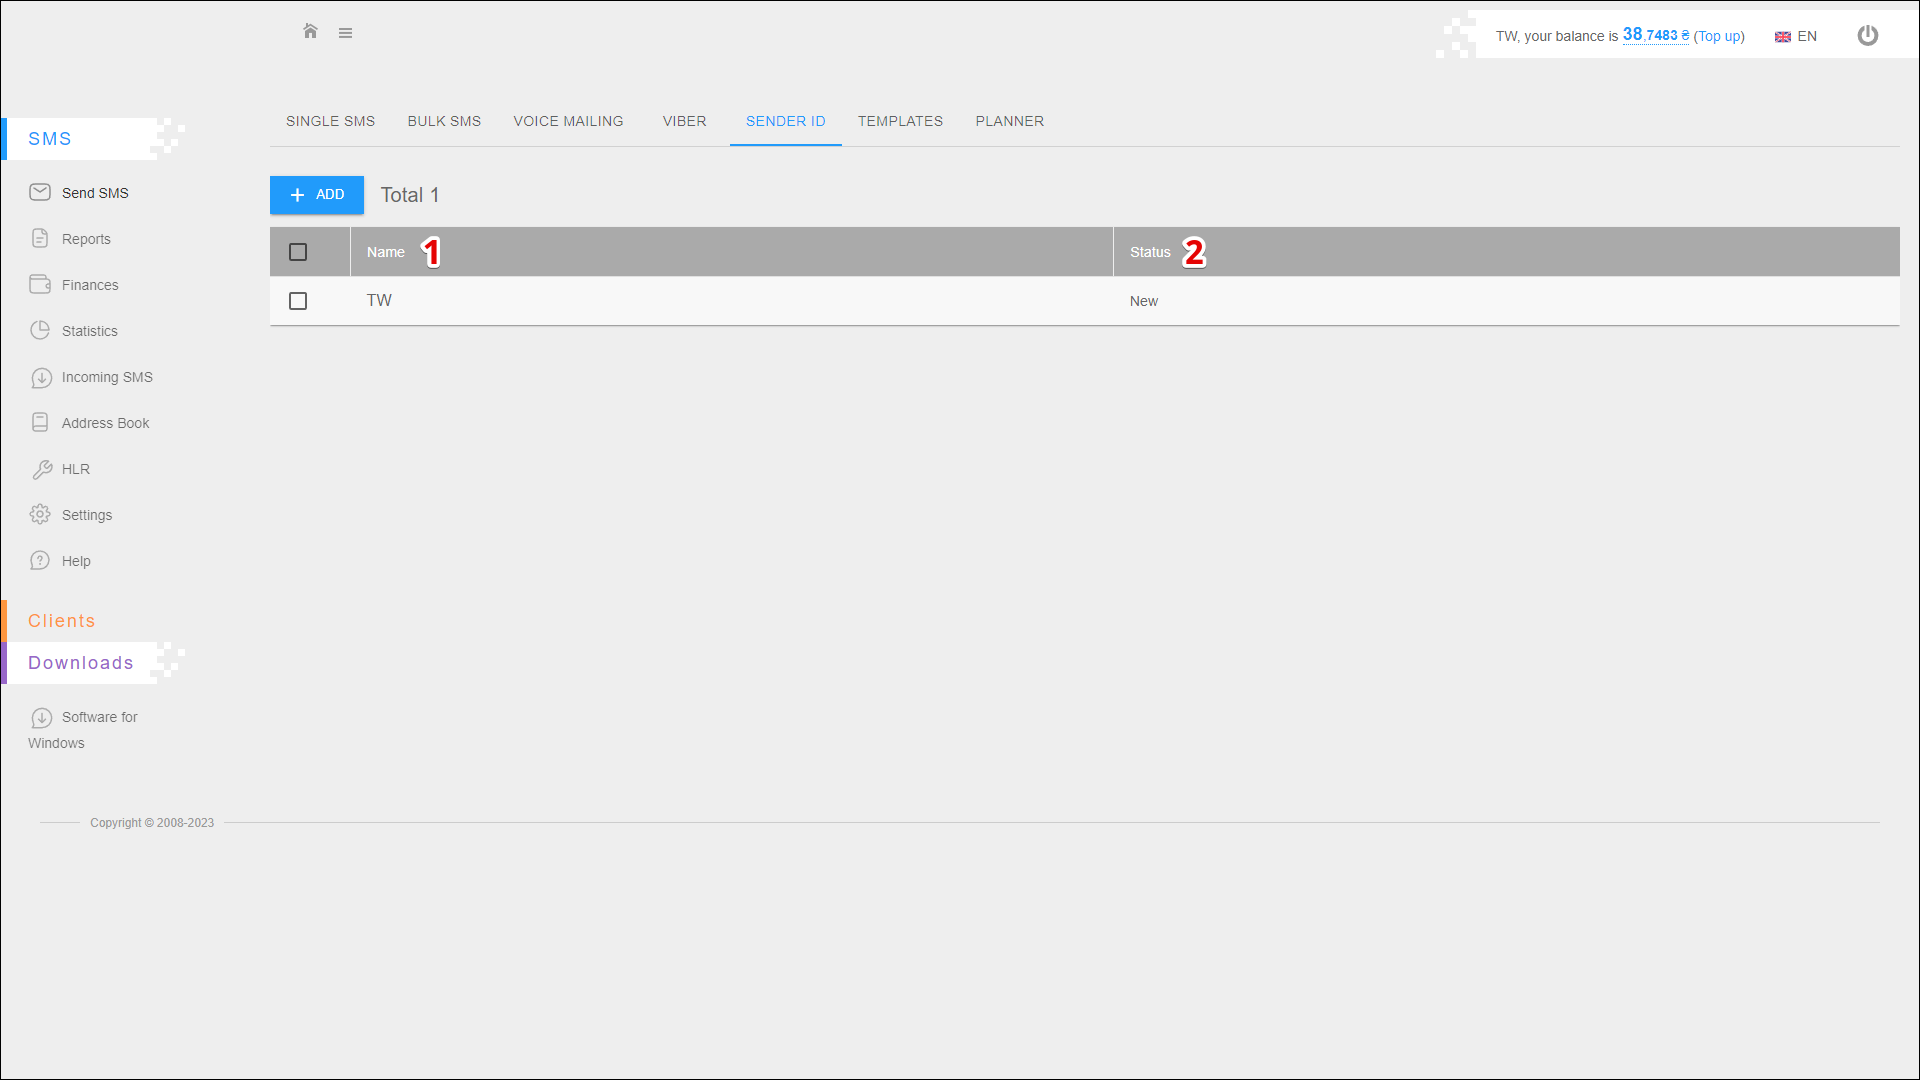 TW, your balance is 38,7483 ₴ (Top up)
EN
SINGLE SMS
BULK SMS
VOICE MAILING
VIBER
SENDER ID
TEMPLATES
PLANNER
SMS
Send SMS
Reports
Finances
Statistics
Incoming SMS
Address Book
HLR
Settings
Help
Clients
Downloads
Software for
Windows
+ ADD
Total 1
Name 1
Status 2
TW
New
Copyright © 2008-2023